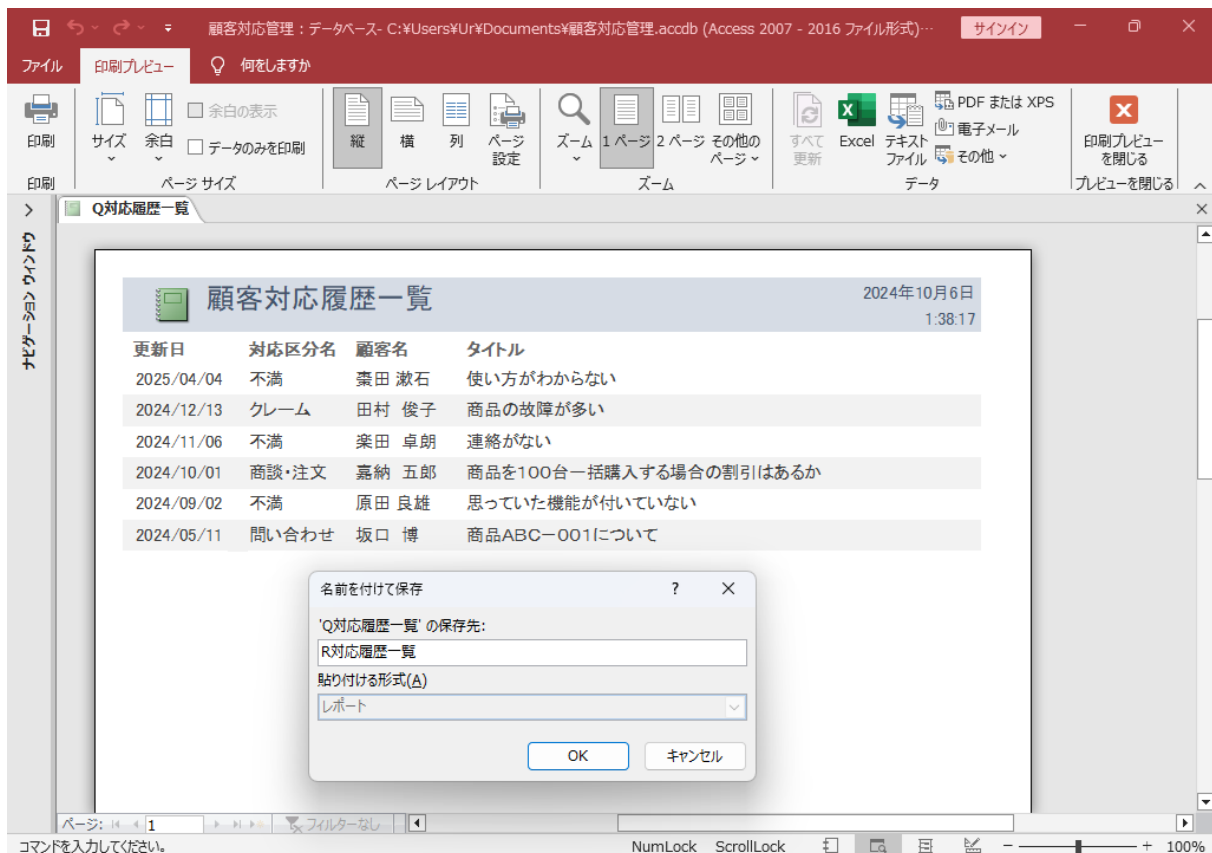 顧客対応管理：データベース- C:¥Users¥Ur¥Documents¥顧客対応管理.accdb (Access 2007 - 2016 ファイル形式)… サインイン
ファイル 印刷プレビュー 何をしますか
印刷 サイズ 余白 余白の表示 データのみを印刷 縦 横 列 ページ設定 ズーム 1 ページ 2 ページ その他のページ すべて更新 Excel テキストファイル PDF または XPS 電子メール その他 印刷プレビューを閉じる
印刷 ページ サイズ ページ レイアウト ズーム データ プレビューを閉じる
Q対応履歴一覧
ナビゲーション ウィンドウ
顧客対応履歴一覧 2024年10月6日
1:38:17
更新日 対応区分名 顧客名 タイトル
2025/04/04 不満 棗田 漱石 使い方がわからない
2024/12/13 クレーム 田村 俊子 商品の故障が多い
2024/11/06 不満 楽田 卓朗 連絡がない
2024/10/01 商談・注文 嘉納 五郎 商品を100台一括購入する場合の割引はあるか
2024/09/02 不満 原田 良雄 思っていた機能が付いていない
2024/05/11 問い合わせ 坂口 博 商品ABC－001について
名前を付けて保存 ?
'Q対応履歴一覧' の保存先:
R対応履歴一覧
貼り付ける形式(A)
レポート
OK キャンセル
ページ: 1 フィルターなし
コマンドを入力してください。 NumLock ScrollLock 100%